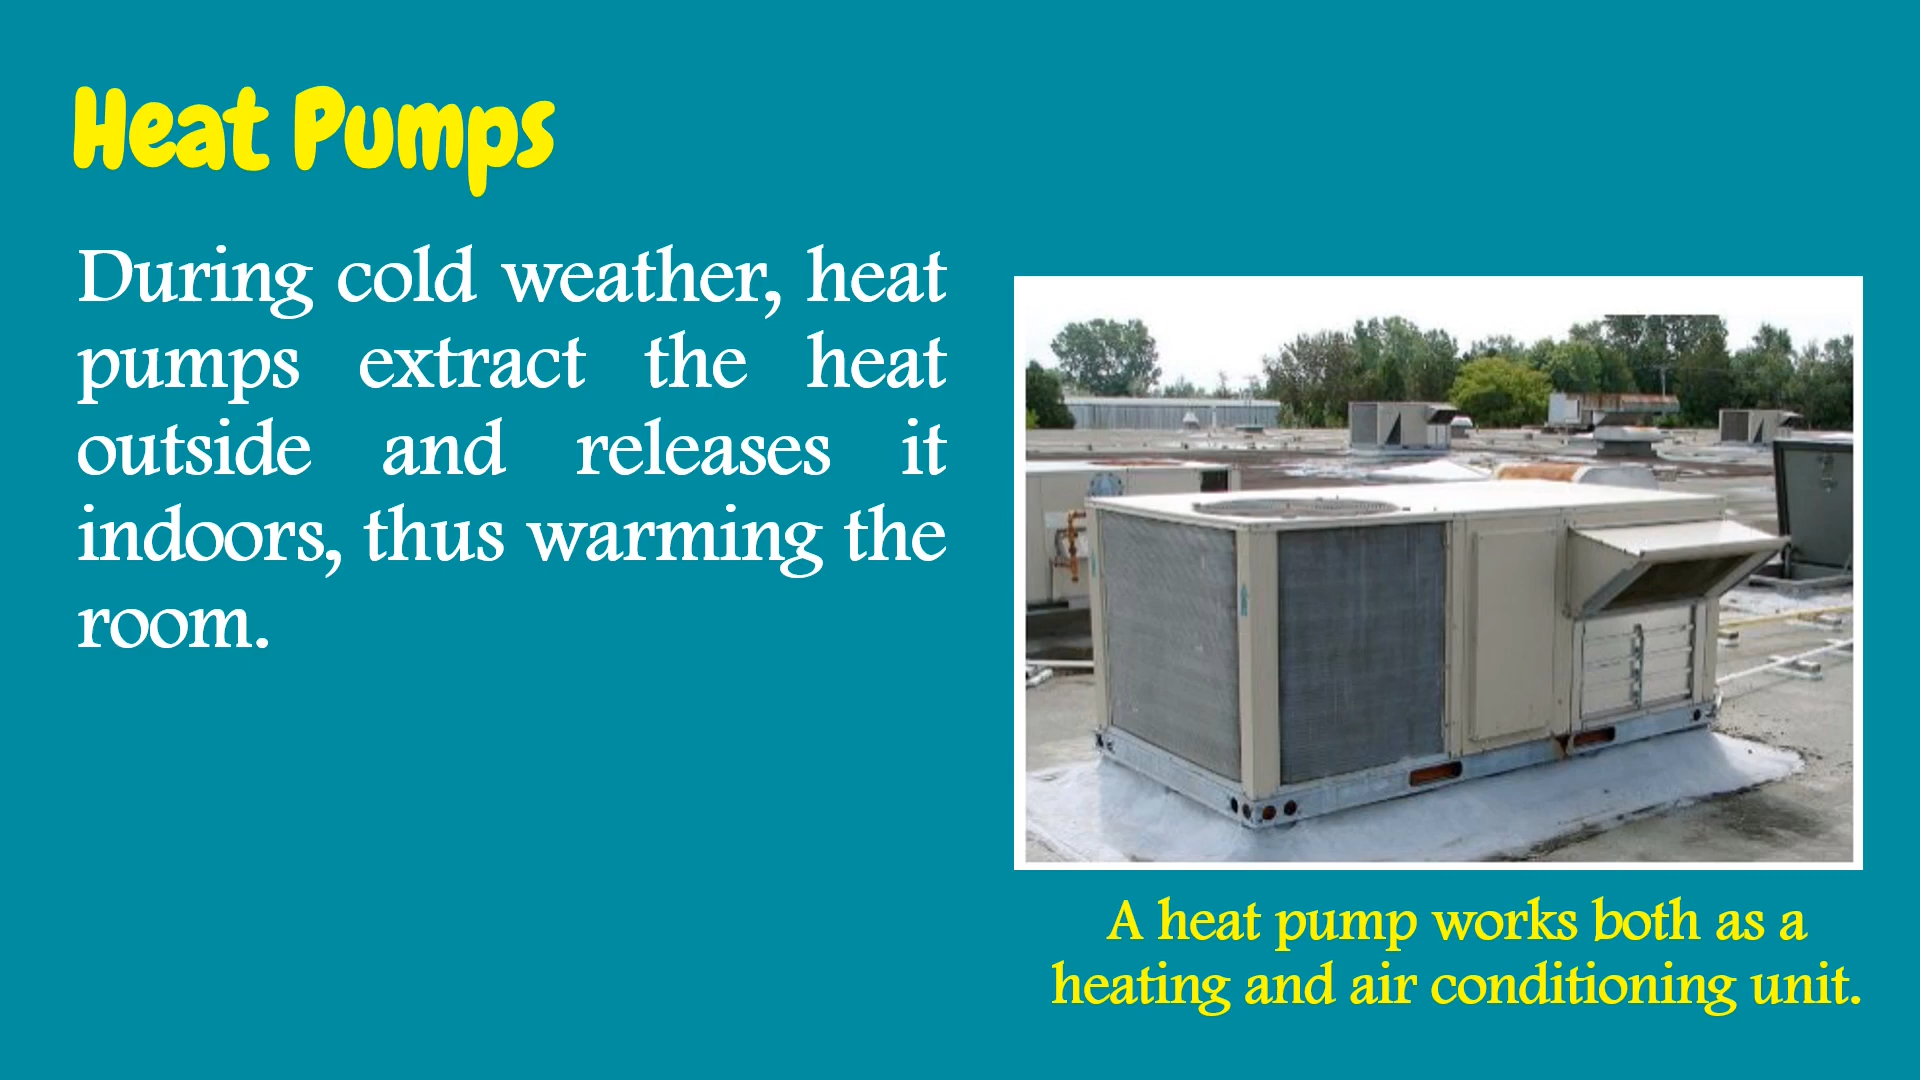 Heat Pumps
During cold weather, heat
pumps extract the heat
outside and releases it
indoors, thus warming the
room.
A heat pump works both as a
heating and air conditioning unit.